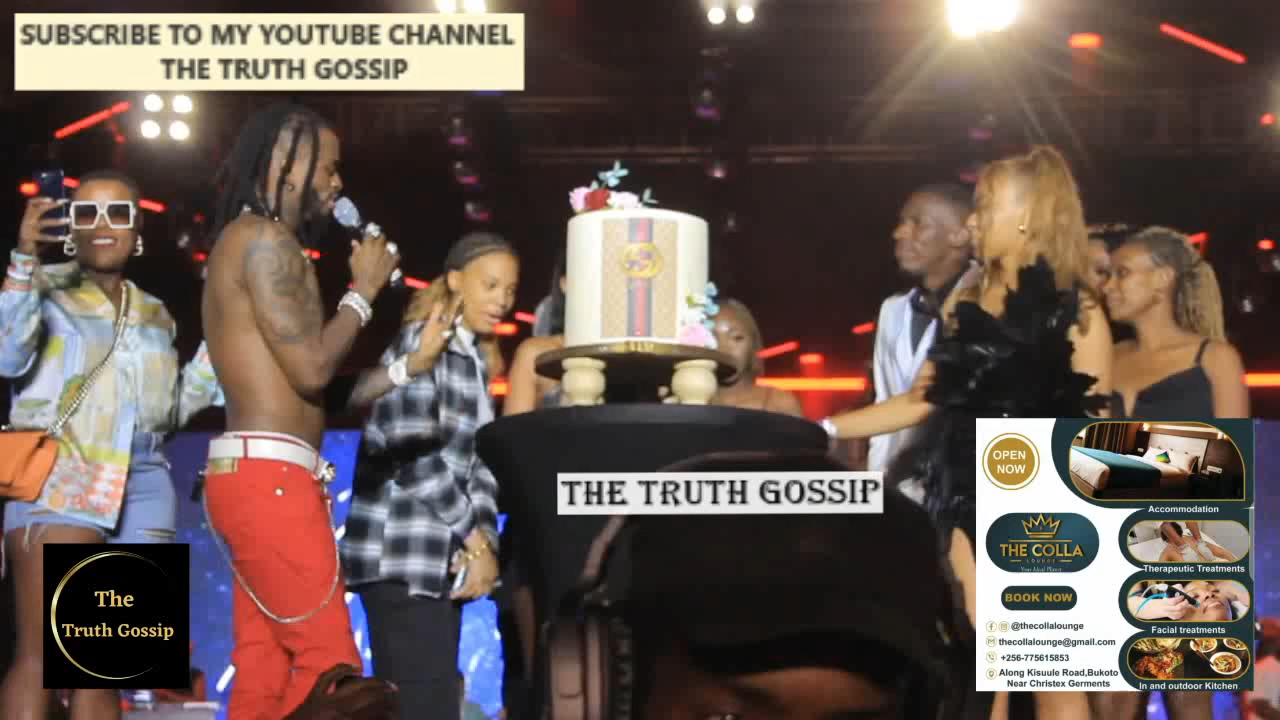 SUBSCRIBE TO MY YOUTUBE CHANNEL
THE TRUTH GOSSIP
THE TRUTH GOSSIP
The
Truth Gossip
OPEN
NOW
Accommodation
THE COLLA
LOUNGE
Therapeutic Treatments
BOOK NOW
Facial treatments
@thecollalounge
thecollalounge@gmail.com
+256-775615853
Along Kisuule Road,Bukoto
Near Christex Germents
In and outdoor Kitchen